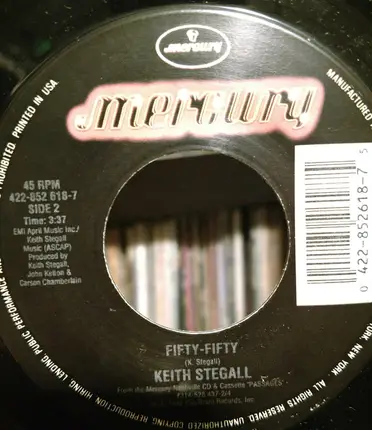 mercury
mercury
PROHIBITED. PRINTED IN USA.
MANUFACTURED
45 RPM
422-852 618-7
SIDE 2
Time: 3:37
EMI April Music Inc./
Keith Stegall
Music (ASCAP)
Produced by
Keith Stegall,
John Kelton &
Carson Chamberlain
0 422-852618-7 5
FIFTY-FIFTY
(K. Stegall)
KEITH STEGALL
From the Mercury Nashville CD & Cassette "PASSAGES"
YORK, NEW YORK.
ALL RIGHTS RESERVED. UNAUTHORIZED COPYING REPRODUCTION HIRING LENDING PUBLIC PERFORMANCE AND